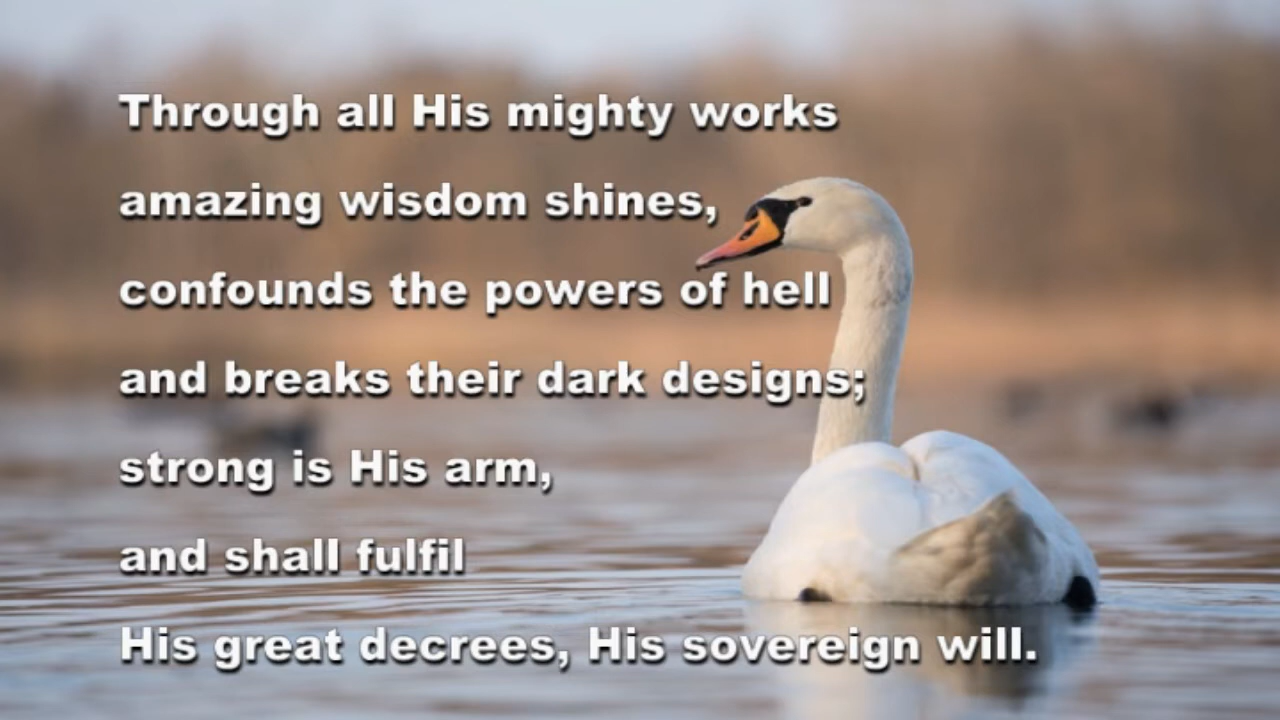 Through all His mighty works
amazing wisdom shines,
confounds the powers of hell
and breaks their dark designs;
strong is His arm,
and shall fulfil
His great decrees, His sovereign will.